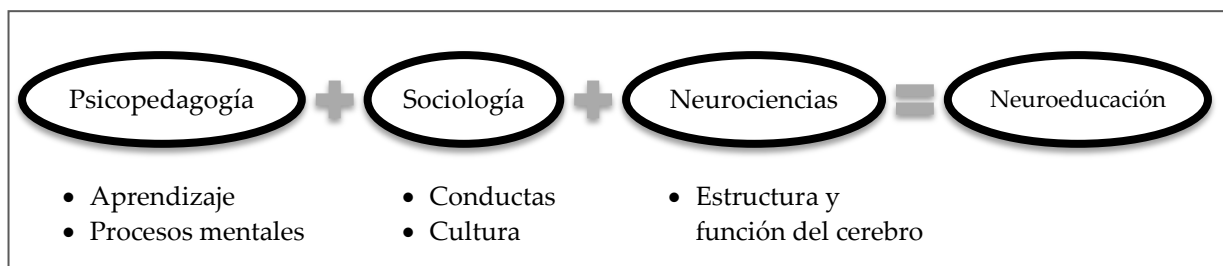 Psicopedagogía + Sociología + Neurociencias = Neuroeducación
• Aprendizaje
• Procesos mentales
• Conductas
• Cultura
• Estructura y
función del cerebro